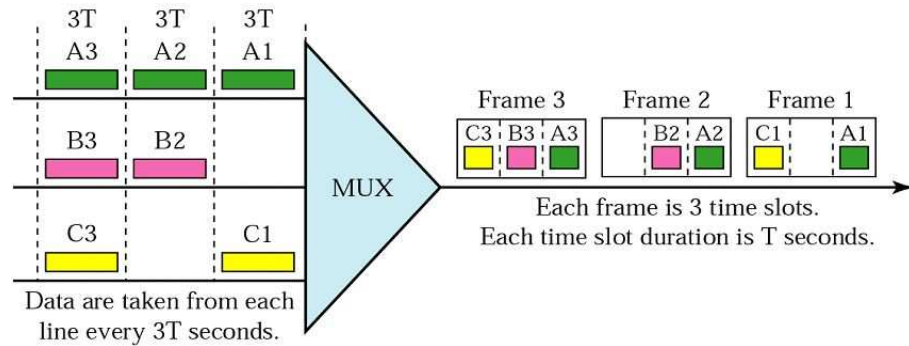 3T 3T 3T
A3 A2 A1
B3 B2
C3 C1
Data are taken from each
line every 3T seconds.
MUX
Frame 3 Frame 2 Frame 1
C3 B3 A3 B2 A2 C1 A1
Each frame is 3 time slots.
Each time slot duration is T seconds.